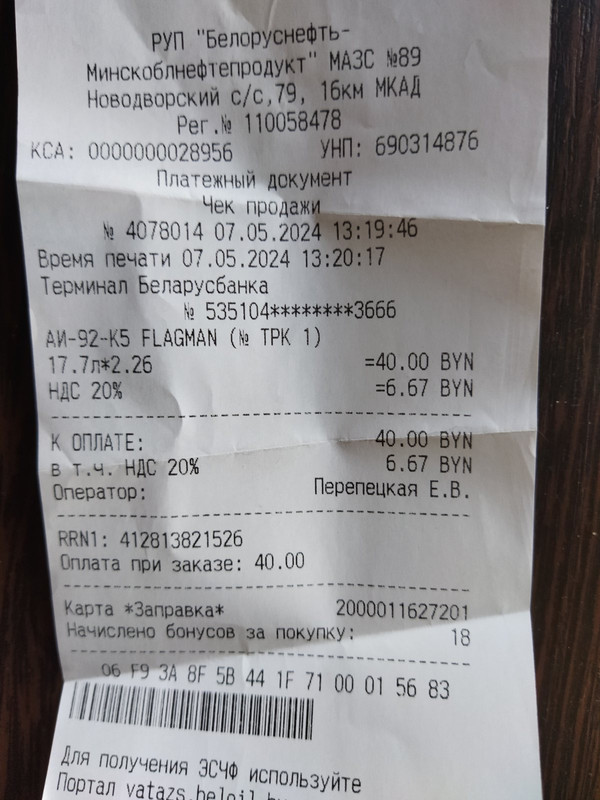 РУП "Белоруснефть-
Минскоблнефтепродукт" МАЗС №89
Новодворский с/с,79, 16км МКАД
Рег.№ 110058478
КСА: 0000000028956 УНП: 690314876
Платежный документ
Чек продажи
№ 4078014 07.05.2024 13:19:46
Время печати 07.05.2024 13:20:17
Терминал Беларусбанка
№ 535104********3666
АИ-92-К5 FLAGMAN (№ ТРК 1)
17.7л*2.26 =40.00 BYN
НДС 20% =6.67 BYN
К ОПЛАТЕ: 40.00 BYN
в т.ч. НДС 20% 6.67 BYN
Оператор: Перепецкая Е.В.
RRN1: 412813821526
Оплата при заказе: 40.00
Карта *Заправка* 2000011627201
Начислено бонусов за покупку: 18
06 F9 3A 8F 5B 44 1F 71 00 01 56 83
Для получения ЭСЧФ используйте
Портал vatazs.beloil.by